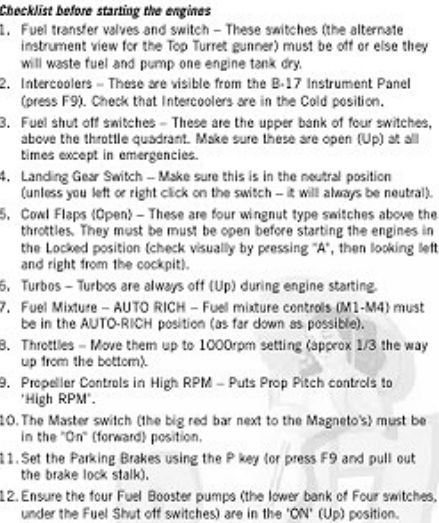 Checklist before starting the engines
1. Fuel transfer valves and switch – These switches (the alternate
instrument view for the Top Turret gunner) must be off or else they
will waste fuel and pump one engine tank dry.
2. Intercoolers – These are visible from the B-17 Instrument Panel
(press F9). Check that Intercoolers are in the Cold position.
3. Fuel shut off switches – These are the upper bank of four switches,
above the throttle quadrant. Make sure these are open (Up) at all
times except in emergencies.
4. Landing Gear Switch – Make sure this is in the neutral position
(unless you left or right click on the switch – it will always be neutral).
5. Cowl Flaps (Open) – These are four wingnut type switches above the
throttles. They must be must be open before starting the engines in
the Locked position (check visually by pressing "A", then looking left
and right from the cockpit).
6. Turbos – Turbos are always off (Up) during engine starting.
7. Fuel Mixture – AUTO RICH – Fuel mixture controls (M1-M4) must
be in the AUTO-RICH position (as far down as possible).
8. Throttles – Move them up to 1000rpm setting (approx 1/3 the way
up from the bottom).
9. Propeller Controls in High RPM – Puts Prop Pitch controls to
'High RPM'.
10. The Master switch (the big red bar next to the Magneto's) must be
in the "On" (forward) position.
11. Set the Parking Brakes using the P key (or press F9 and pull out
the brake lock stalk).
12. Ensure the four Fuel Booster pumps (the lower bank of Four switches,
under the Fuel Shut off switches) are in the 'ON' (Up) position.